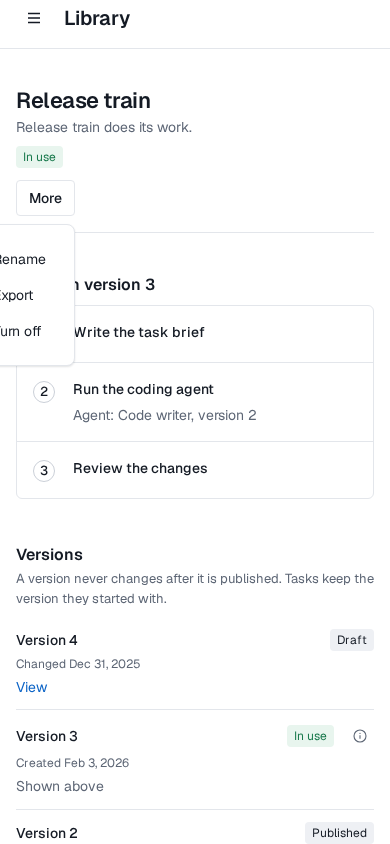 Library
Release train
Release train does its work.
In use
More
Rename
Export
Turn off
n version 3
Write the task brief
2
Run the coding agent
Agent: Code writer, version 2
3
Review the changes
Versions
A version never changes after it is published. Tasks keep the
version they started with.
Version 4
Draft
Changed Dec 31, 2025
View
Version 3
In use
Created Feb 3, 2026
Shown above
Version 2
Published